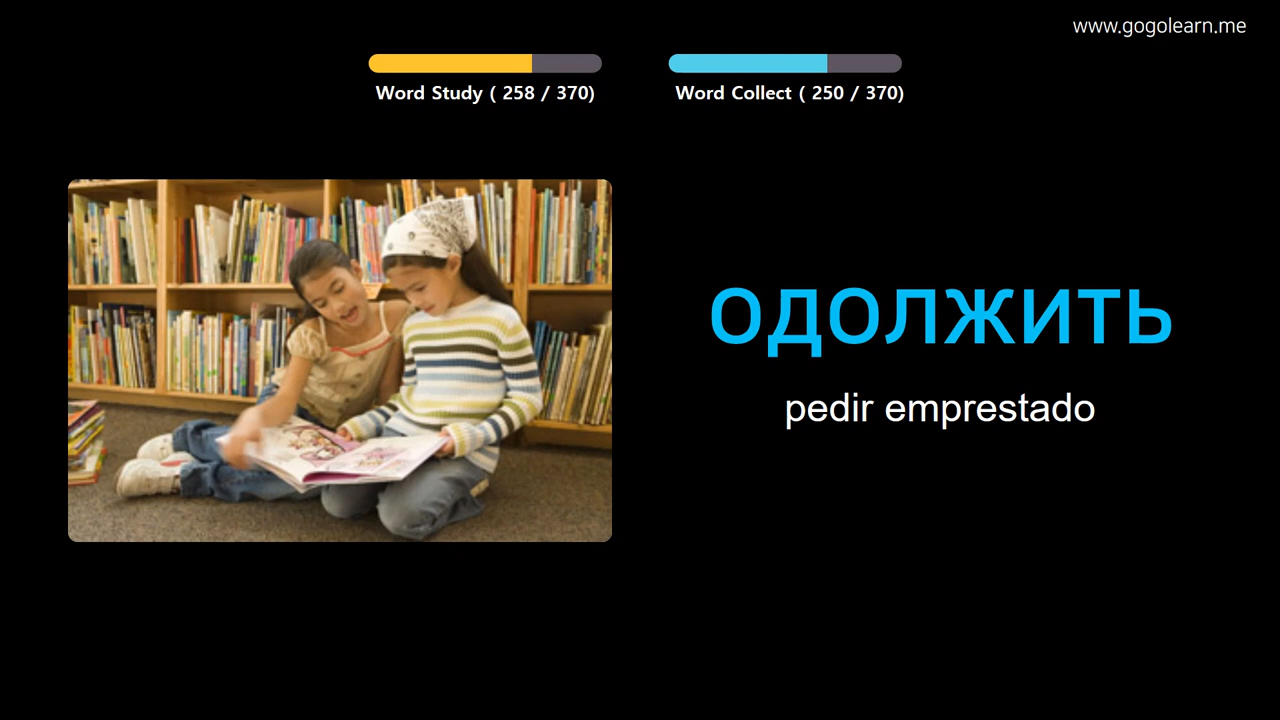 www.gogolearn.me
Word Study ( 258 / 370)
Word Collect ( 250 / 370)
одолжить
pedir emprestado